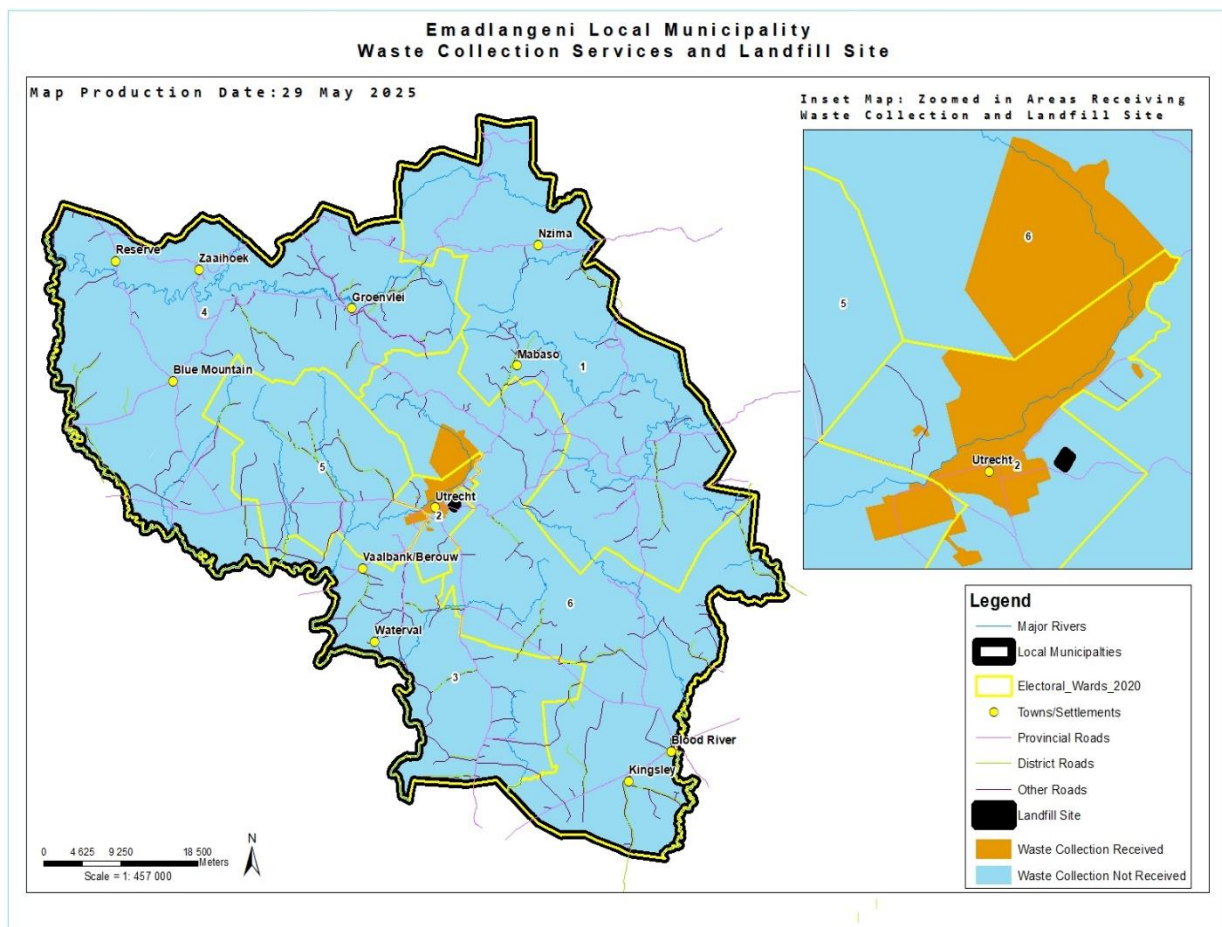 Emadlangeni Local Municipality
Waste Collection Services and Landfill Site
Map Production Date:29 May 2025
Inset Map: Zoomed in Areas Receiving
Waste Collection and Landfill Site
Nzima
Reserve
Zaaihoek
Groenvlei
4
Mabaso
1
Blue Mountain
5
Utrecht
2
Vaalbank/Berouw
6
Waterval
3
Blood River
Kingsley
6
5
Utrecht
2
Legend
Major Rivers
Local Municipalties
Electoral_Wards_2020
Towns/Settlements
Provincial Roads
District Roads
Other Roads
Landfill Site
Waste Collection Received
Waste Collection Not Received
N
0 4 625 9 250 18 500
Meters
Scale = 1: 457 000